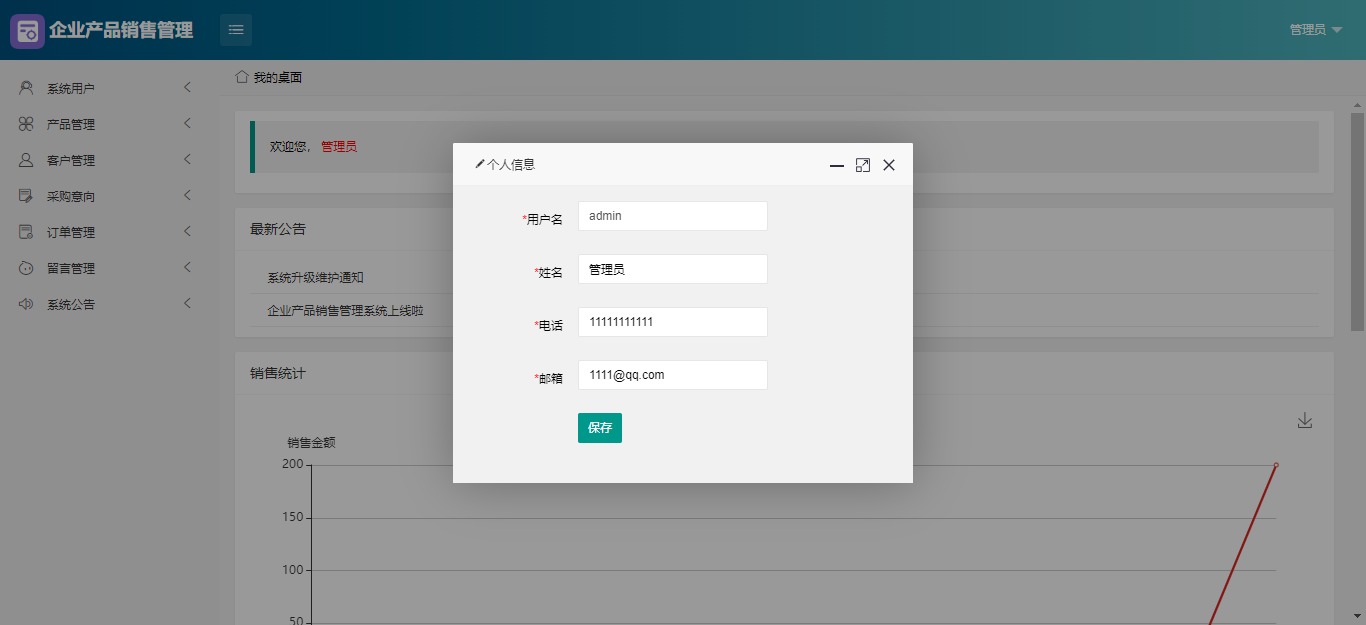 企业产品销售管理
管理员
系统用户
产品管理
客户管理
采购意向
订单管理
留言管理
系统公告
我的桌面
欢迎您, 管理员
最新公告
系统升级维护通知
企业产品销售管理系统上线啦
销售统计
销售金额
200
150
100
50
个人信息
*用户名 admin
*姓名 管理员
*电话 11111111111
*邮箱 1111@qq.com
保存